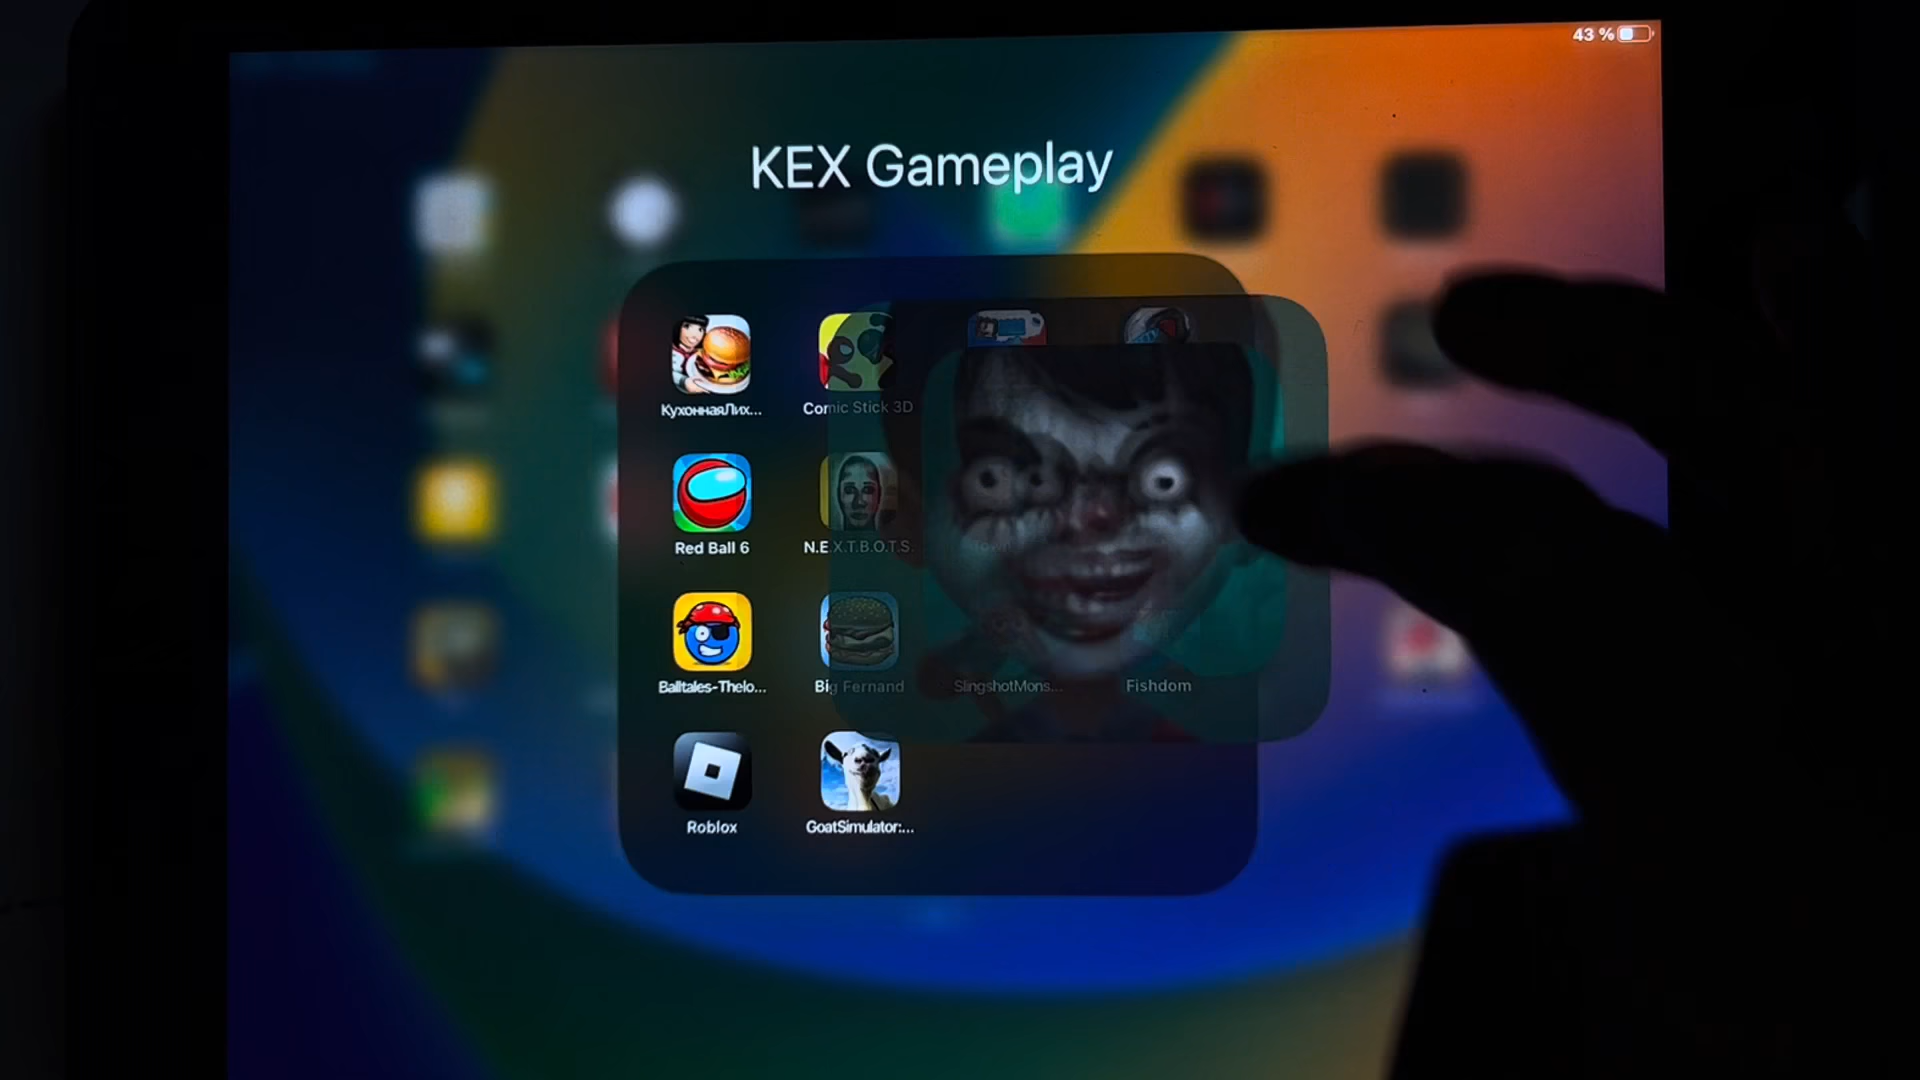 43 %
KEX Gameplay
КухоннаяЛих...
Comic Stick 3D
Red Ball 6
N.E.X.T.B.O.T.S.
Balltales-Thelo...
Big Fernand
SlingshotMons...
Fishdom
Roblox
GoatSimulator:...